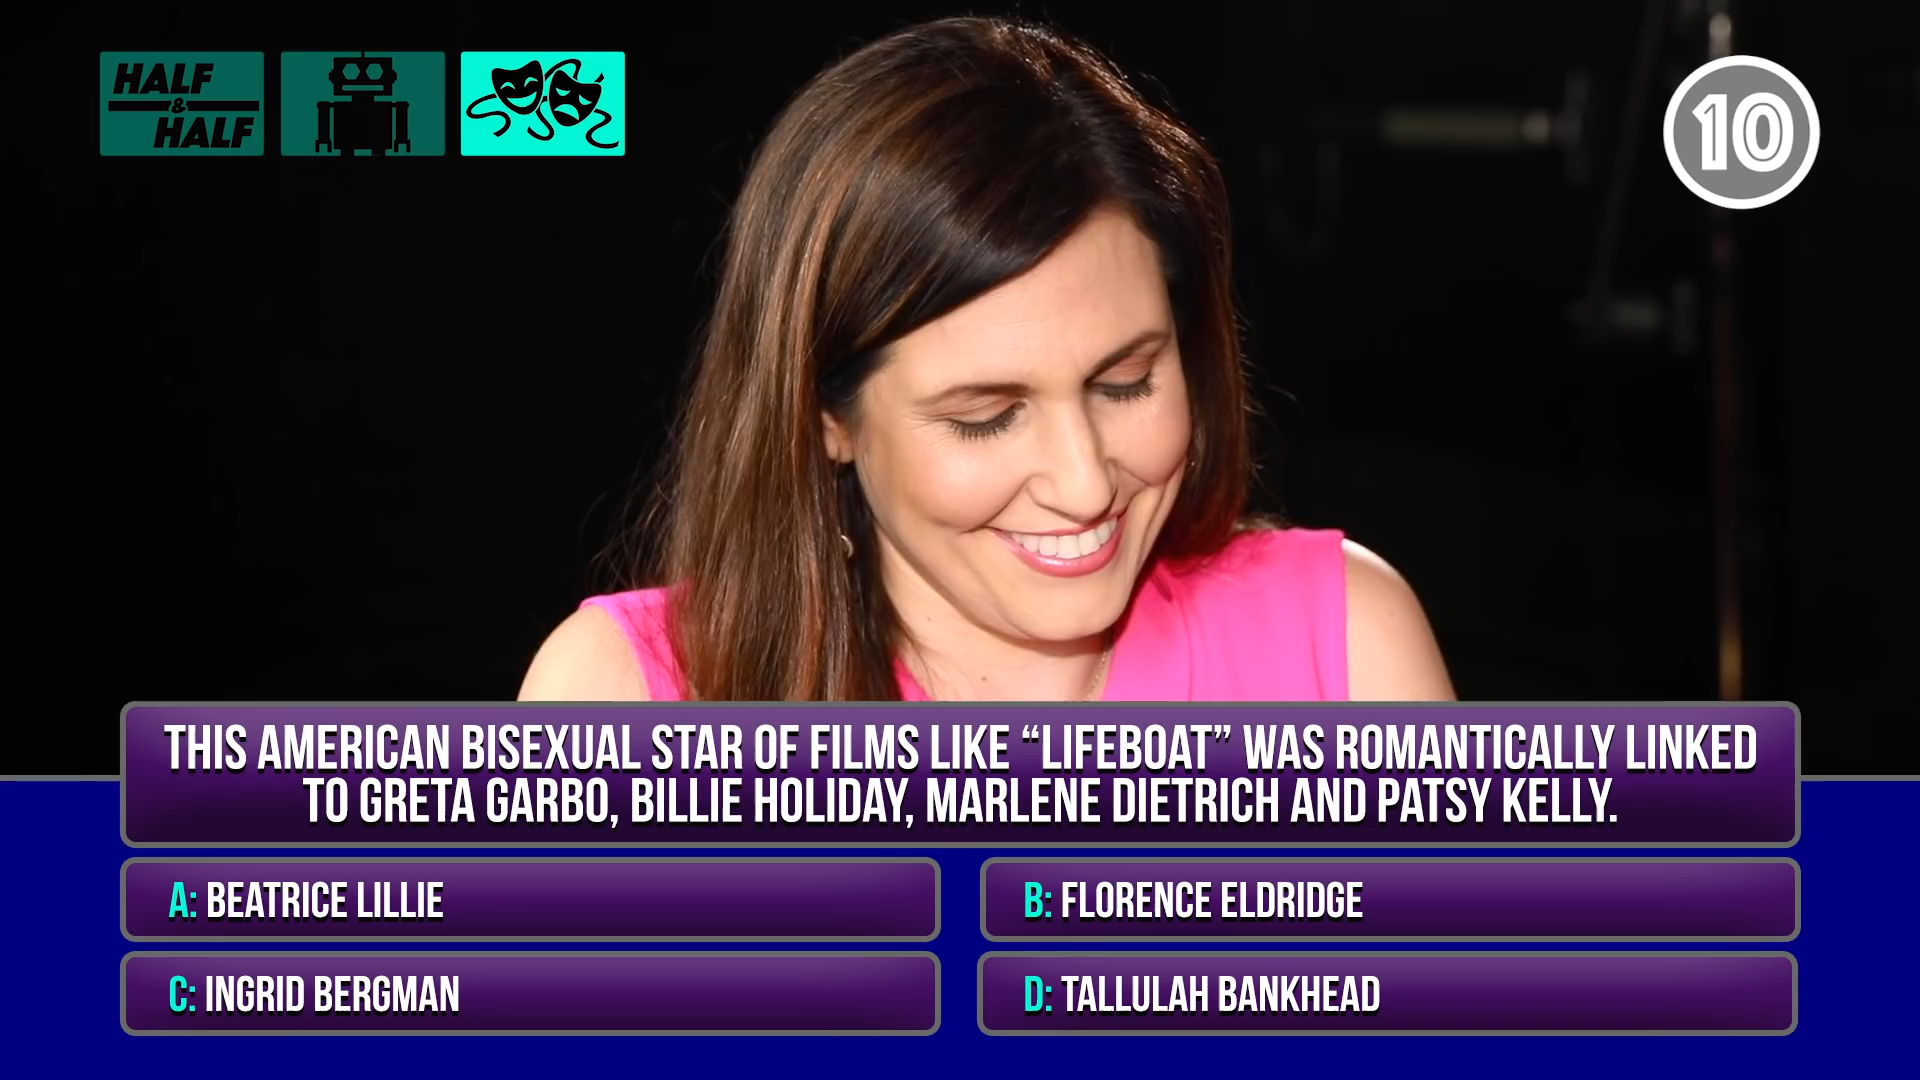 HALF
&
HALF
10
THIS AMERICAN BISEXUAL STAR OF FILMS LIKE “LIFEBOAT” WAS ROMANTICALLY LINKED
TO GRETA GARBO, BILLIE HOLIDAY, MARLENE DIETRICH AND PATSY KELLY.
A: BEATRICE LILLIE
B: FLORENCE ELDRIDGE
C: INGRID BERGMAN
D: TALLULAH BANKHEAD